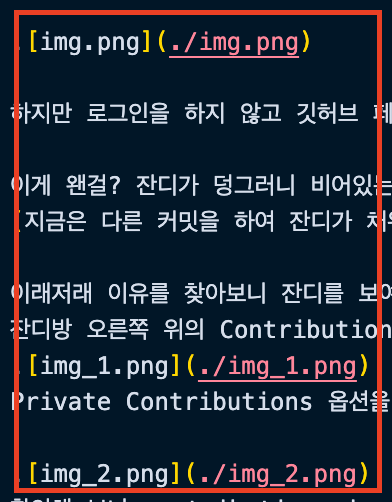 [img.png](./img.png)
하지만 로그인을 하지 않고 깃허브
이게 왠걸? 잔디가 덩그러니 비어있는
지금은 다른 커밋을 하여 잔디가
이래저래 이유를 찾아보니 잔디를
잔디방 오른쪽 위의 Contribution
[img_1.png](./img_1.png)
Private Contributions 옵션을
[img_2.png](./img_2.png)